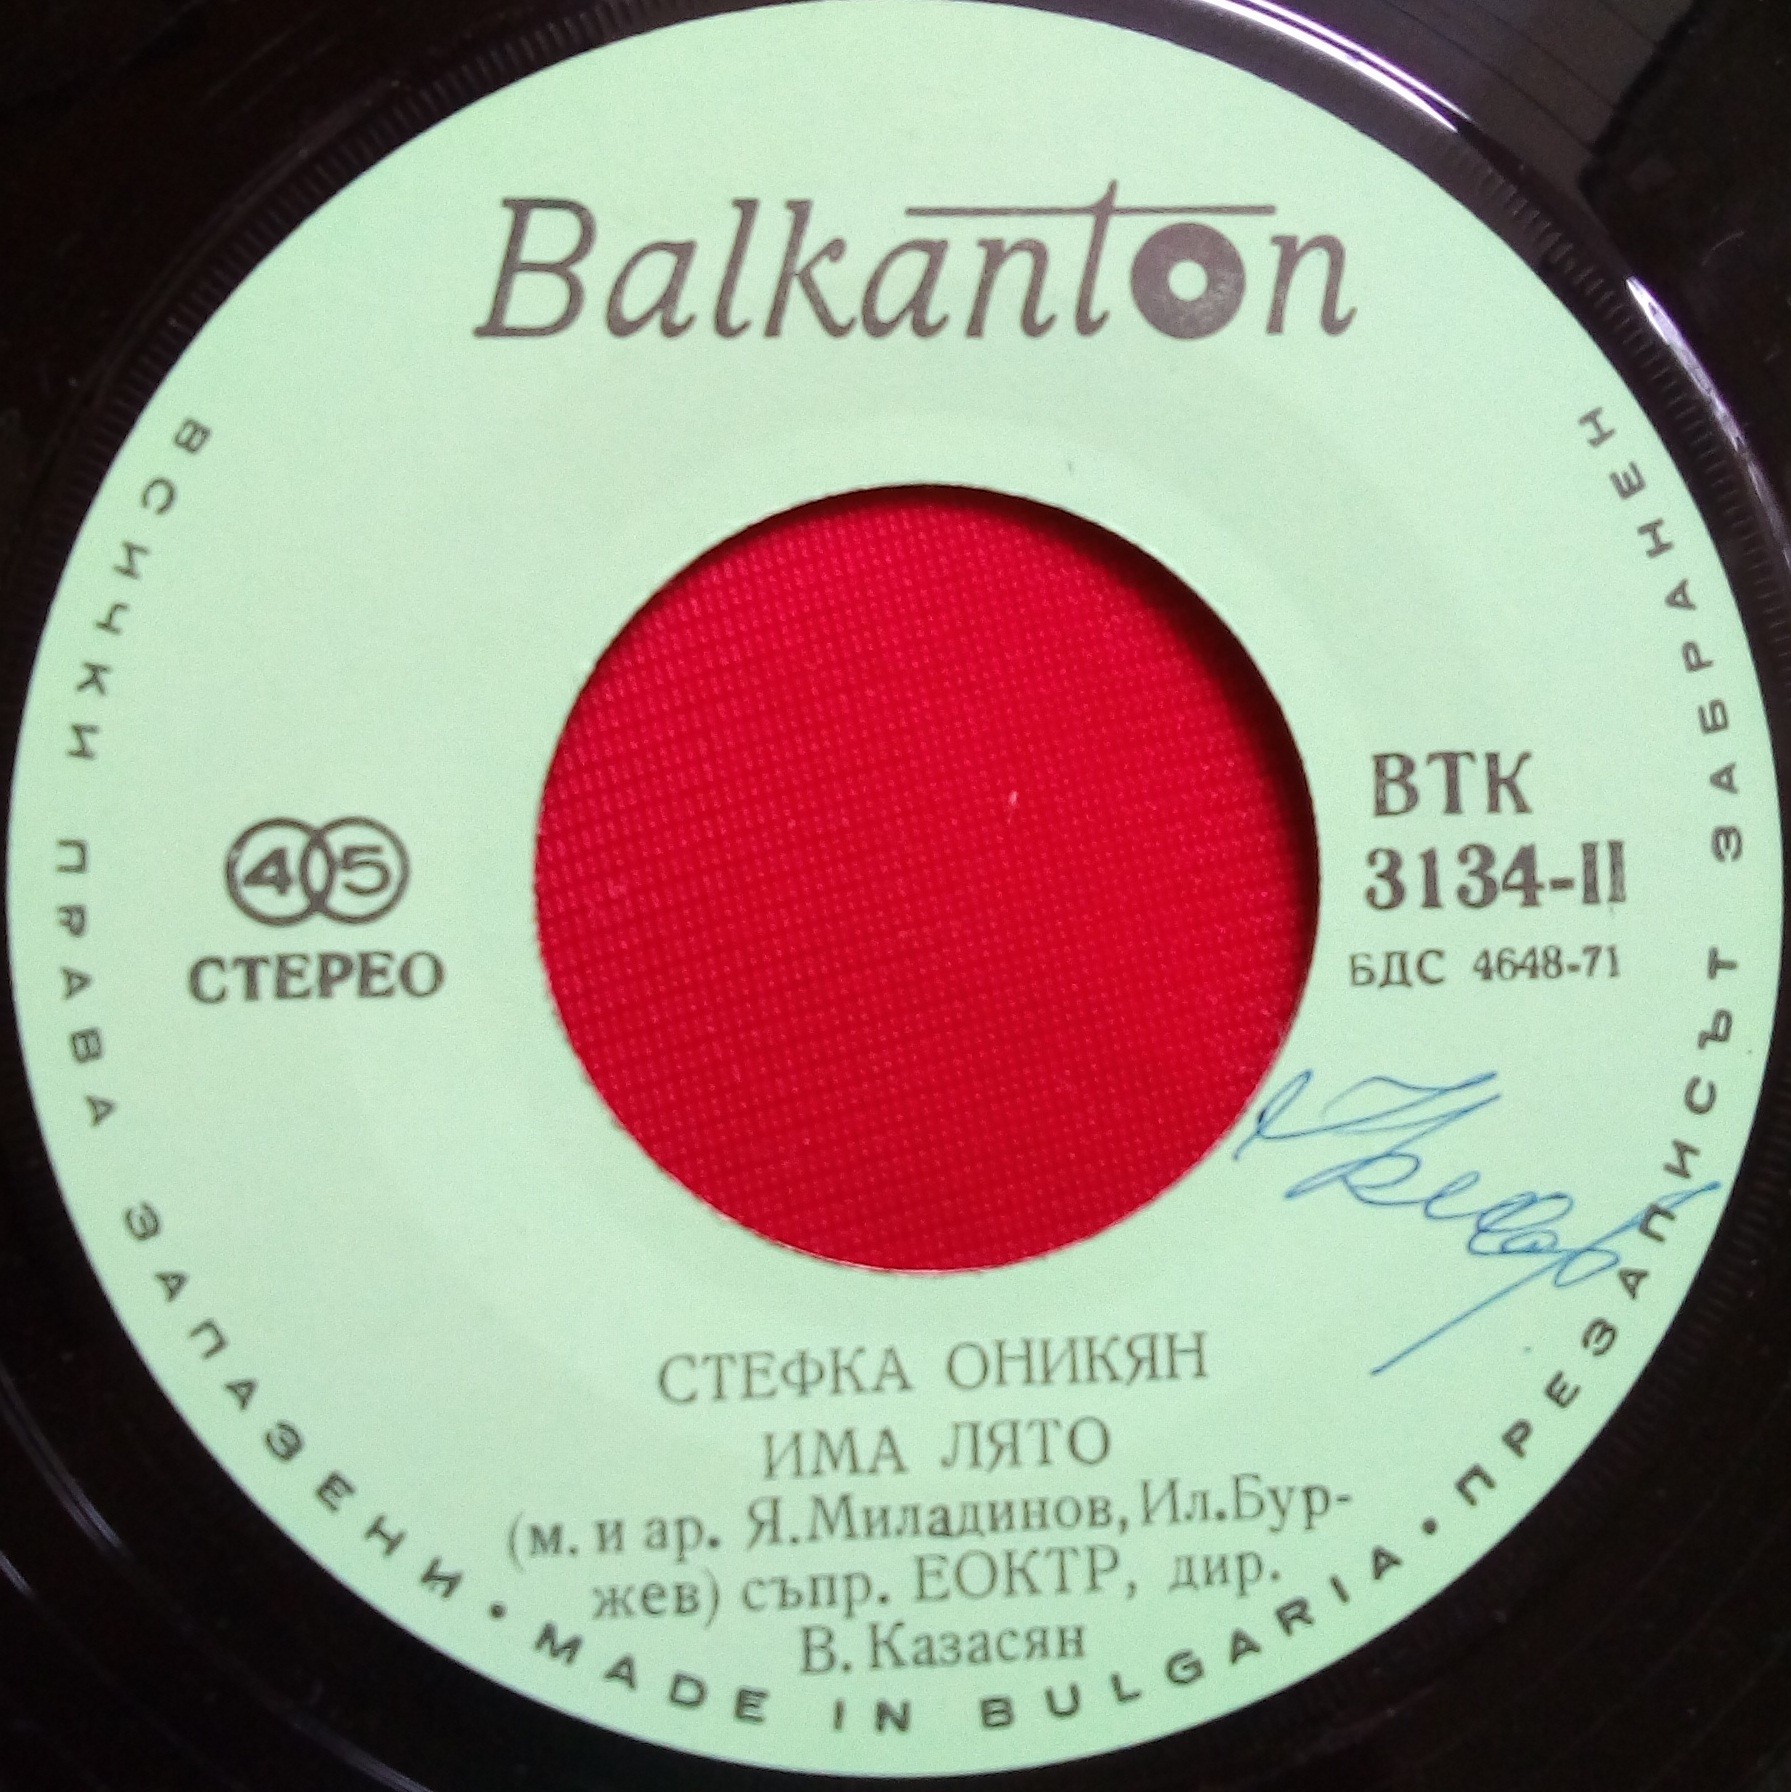 Balkanton
ВСИЧКИ ПРАВА ЗАПАЗЕНИ • MADE IN BULGARIA • ПРЕЗАПИСЪТ ЗАБРАНЕН
45
СТЕРЕО
ВТК
3134-II
БДС 4648-71
СТЕФКА ОНИКЯН
ИМА ЛЯТО
(м. и ар. Я.Миладинов, Ил.Бур-
жев) съпр. ЕОКТР, дир.
В. Казасян